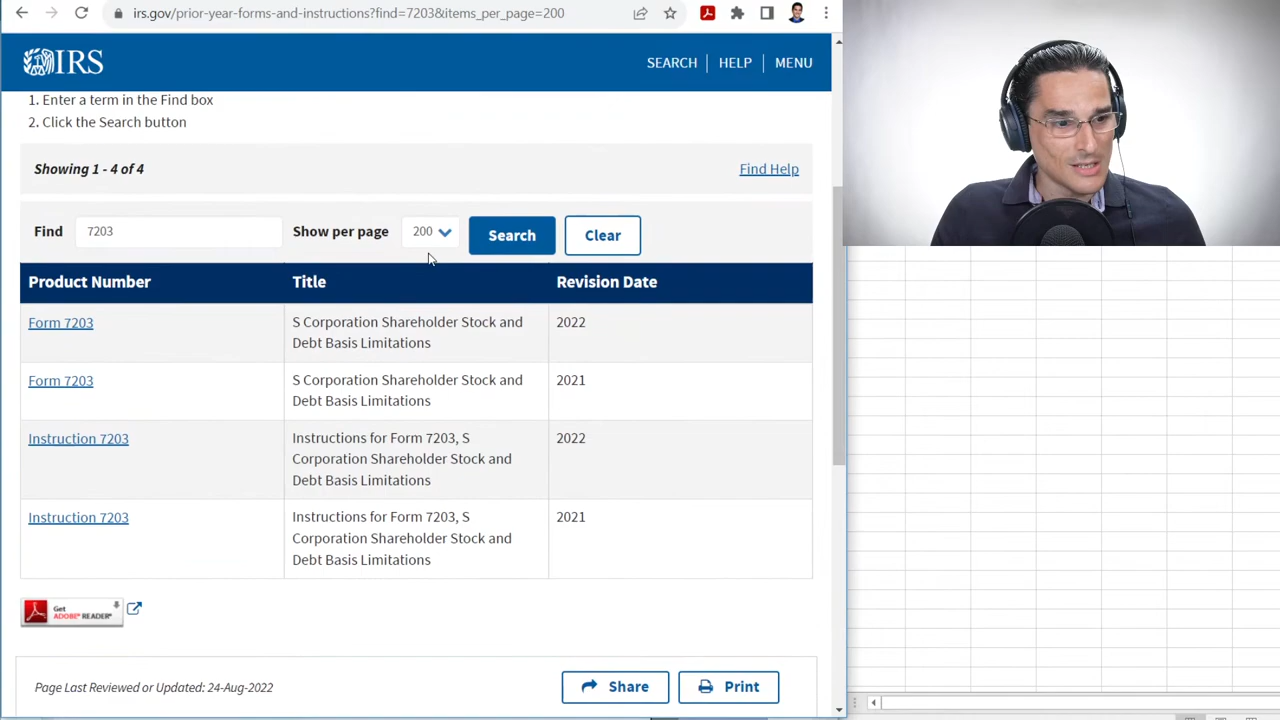 irs.gov/prior-year-forms-and-instructions?find=7203&items_per_page=200
IRS
SEARCH
HELP
MENU
1. Enter a term in the Find box
2. Click the Search button
Showing 1 - 4 of 4
Find Help
Find
7203
Show per page
200
Search
Clear
Product Number
Title
Revision Date
Form 7203
S Corporation Shareholder Stock and
Debt Basis Limitations
2022
Form 7203
S Corporation Shareholder Stock and
Debt Basis Limitations
2021
Instruction 7203
Instructions for Form 7203, S
Corporation Shareholder Stock and
Debt Basis Limitations
2022
Instruction 7203
Instructions for Form 7203, S
Corporation Shareholder Stock and
Debt Basis Limitations
2021
Get
ADOBE® READER®
Page Last Reviewed or Updated: 24-Aug-2022
Share
Print